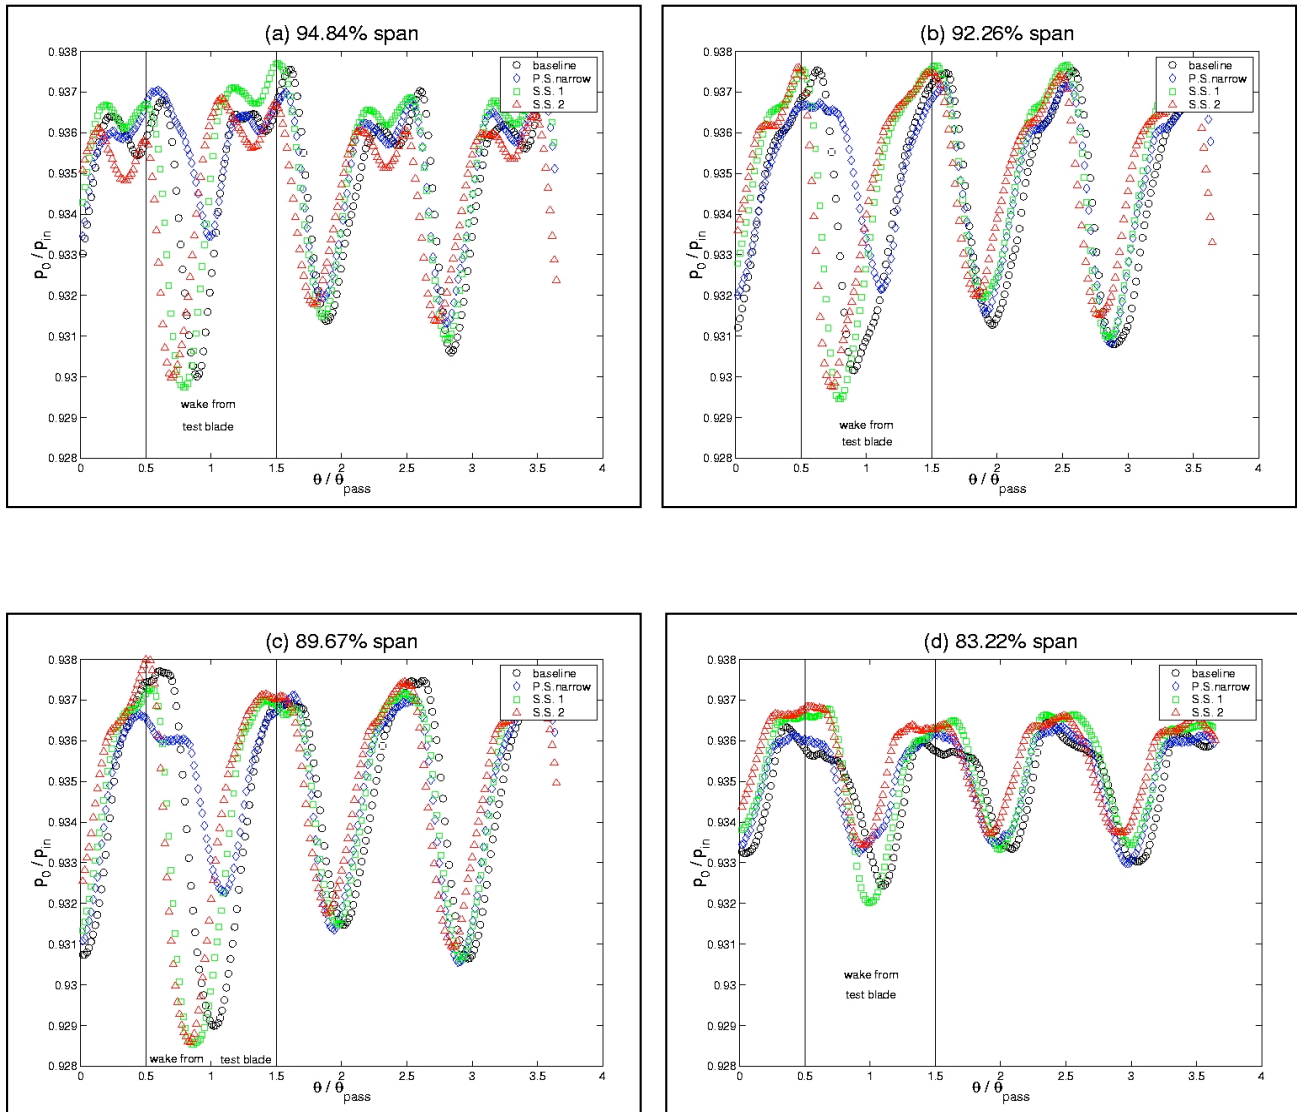 (a) 94.84% span
0.938
0.937
0.936
0.935
0.934
0.933
0.932
0.931
0.93
0.929
0.928
p0 / pin
baseline
P.S.narrow
S.S. 1
S.S. 2
wake from
test blade
0 0.5 1 1.5 2 2.5 3 3.5 4
θ / θpass
(b) 92.26% span
0.938
0.937
0.936
0.935
0.934
0.933
0.932
0.931
0.93
0.929
0.928
p0 / pin
baseline
P.S.narrow
S.S. 1
S.S. 2
wake from
test blade
0 0.5 1 1.5 2 2.5 3 3.5 4
θ / θpass
(c) 89.67% span
0.938
0.937
0.936
0.935
0.934
0.933
0.932
0.931
0.93
0.929
0.928
p0 / pin
baseline
P.S.narrow
S.S. 1
S.S. 2
wake from test blade
0 0.5 1 1.5 2 2.5 3 3.5 4
θ / θpass
(d) 83.22% span
0.938
0.937
0.936
0.935
0.934
0.933
0.932
0.931
0.93
0.929
0.928
p0 / pin
baseline
P.S.narrow
S.S. 1
S.S. 2
wake from
test blade
0 0.5 1 1.5 2 2.5 3 3.5 4
θ / θpass